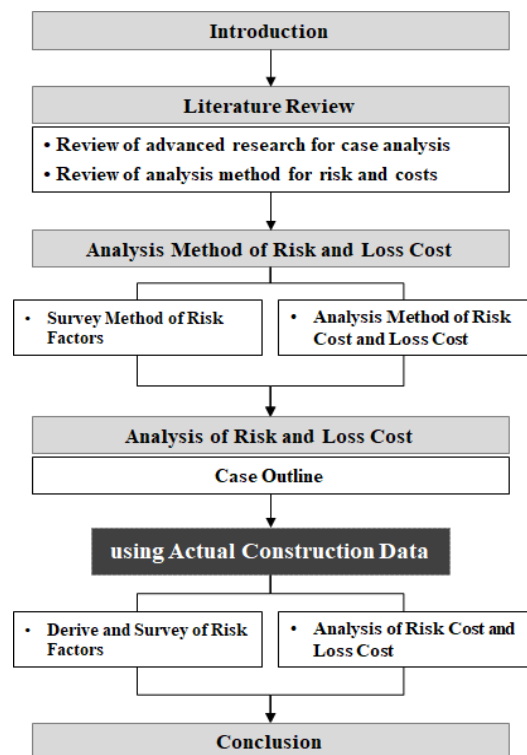 Introduction
Literature Review
• Review of advanced research for case analysis
• Review of analysis method for risk and costs
Analysis Method of Risk and Loss Cost
• Survey Method of Risk
Factors
• Analysis Method of Risk
Cost and Loss Cost
Analysis of Risk and Loss Cost
Case Outline
using Actual Construction Data
• Derive and Survey of Risk
Factors
• Analysis of Risk Cost and
Loss Cost
Conclusion